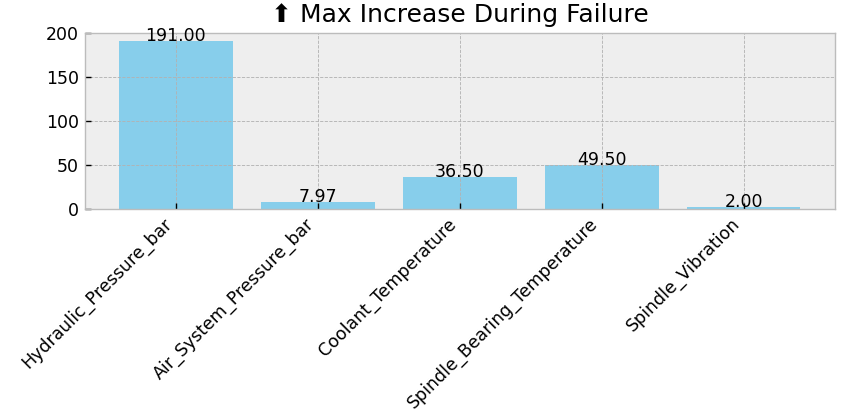 ⬆ Max Increase During Failure
200
150
100
50
0
191.00
7.97
36.50
49.50
2.00
Hydraulic_Pressure_bar
Air_System_Pressure_bar
Coolant_Temperature
Spindle_Bearing_Temperature
Spindle_Vibration